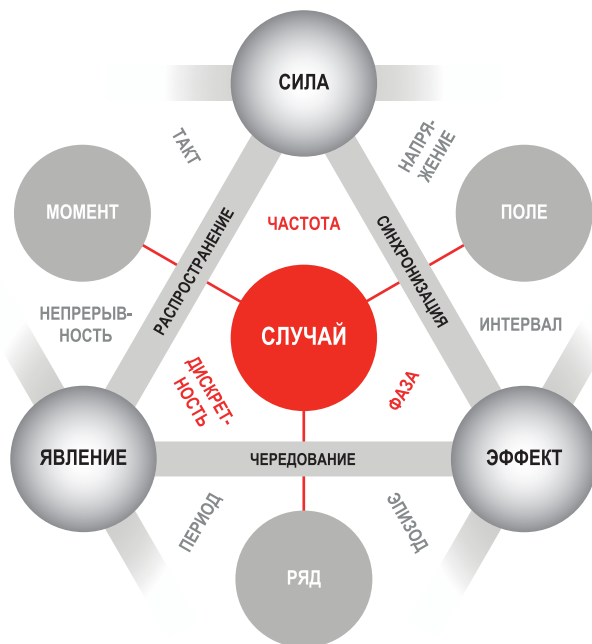 СИЛА
ТАКТ
НАПРЯ-
ЖЕНИЕ
МОМЕНТ
ПОЛЕ
ЧАСТОТА
РАСПРОСТРАНЕНИЕ
СИНХРОНИЗАЦИЯ
НЕПРЕРЫВ-
НОСТЬ
СЛУЧАЙ
ИНТЕРВАЛ
ДИСКРЕТ-
НОСТЬ
ФАЗА
ЯВЛЕНИЕ
ЧЕРЕДОВАНИЕ
ЭФФЕКТ
ПЕРИОД
ЭПИЗОД
РЯД